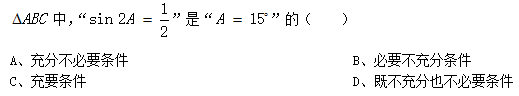 ΔABC 中,“sin 2A = 1/2”是“A = 15°”的（　　）
A、充分不必要条件　　B、必要不充分条件
C、充要条件　　D、既不充分也不必要条件